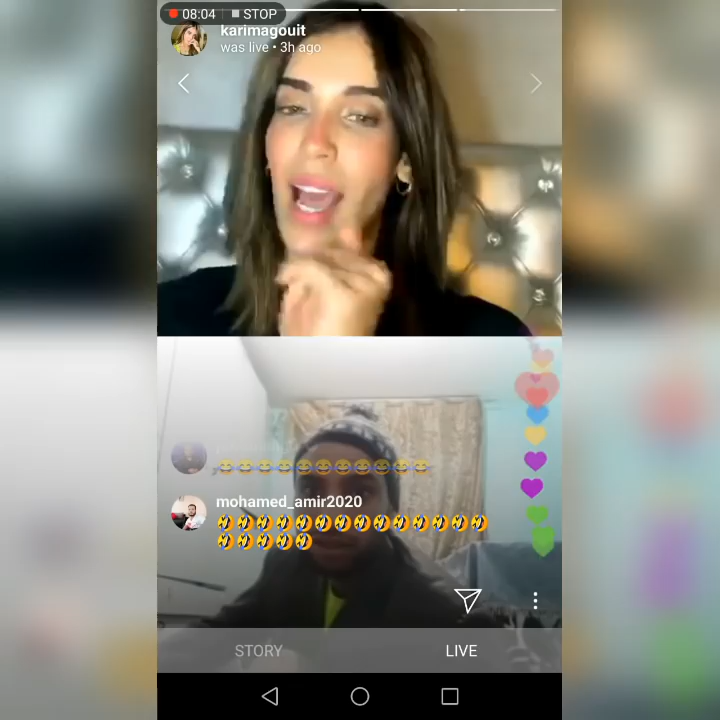 08:04 STOP
karimagouit
was live • 3h ago
😂😂😂😂😂😂😂😂😂😂😂
mohamed_amir2020
🤣🤣🤣🤣🤣🤣🤣🤣🤣🤣🤣🤣🤣🤣
🤣🤣🤣🤣🤣
STORY LIVE